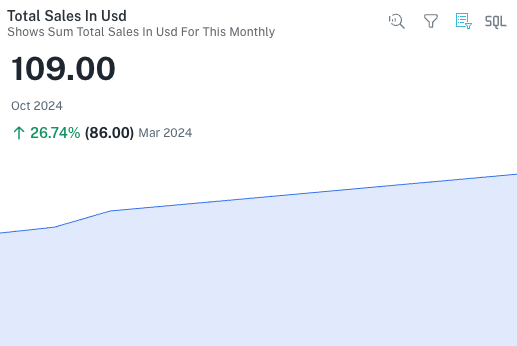 Total Sales In Usd
Shows Sum Total Sales In Usd For This Monthly
SQL
109.00
Oct 2024
↑ 26.74% (86.00) Mar 2024